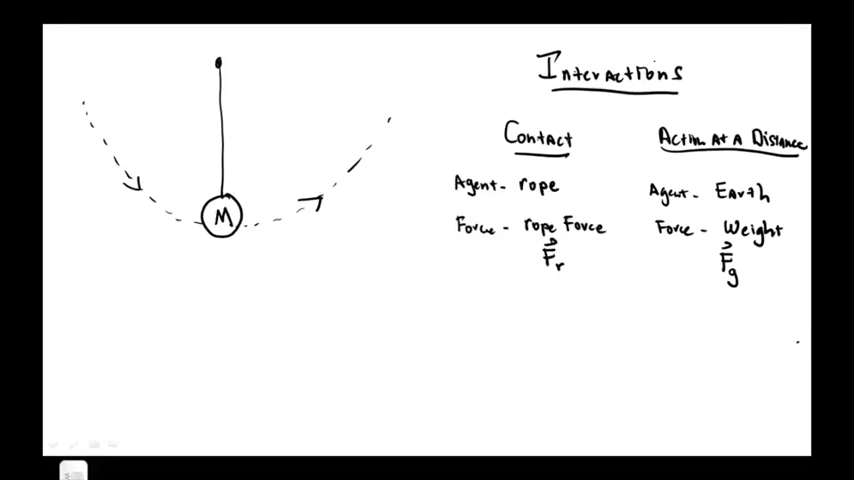 Interactions
Contact
Agent - rope
Force - rope Force
F⃗r
Action At A Distance
Agent - Earth
Force - Weight
F⃗g
M